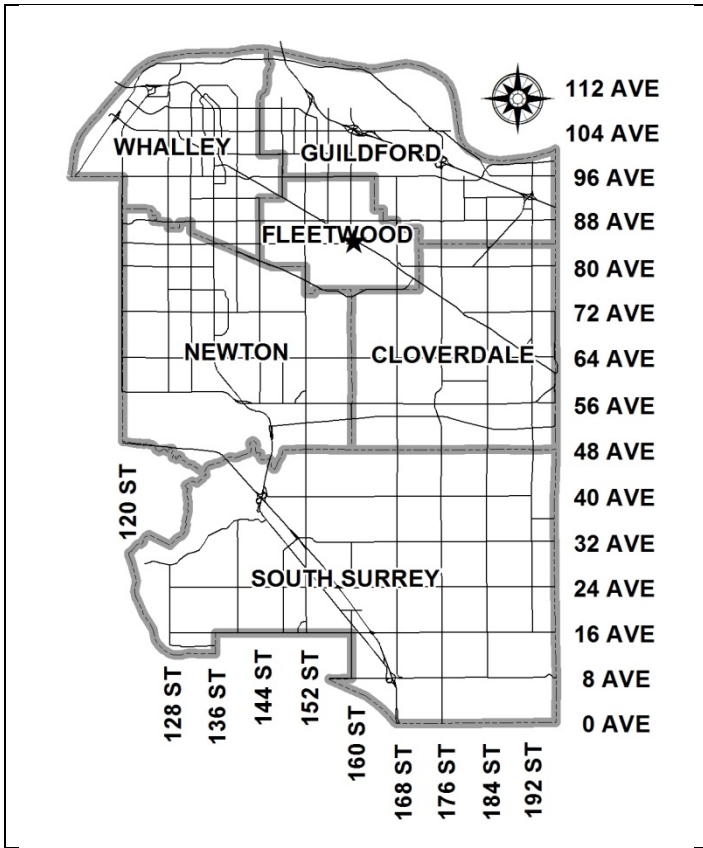 112 AVE
104 AVE
WHALLEY
GUILDFORD
96 AVE
88 AVE
FLEETWOOD
80 AVE
72 AVE
NEWTON
CLOVERDALE
64 AVE
56 AVE
48 AVE
120 ST
40 AVE
32 AVE
SOUTH SURREY
24 AVE
16 AVE
8 AVE
0 AVE
128 ST
136 ST
144 ST
152 ST
160 ST
168 ST
176 ST
184 ST
192 ST